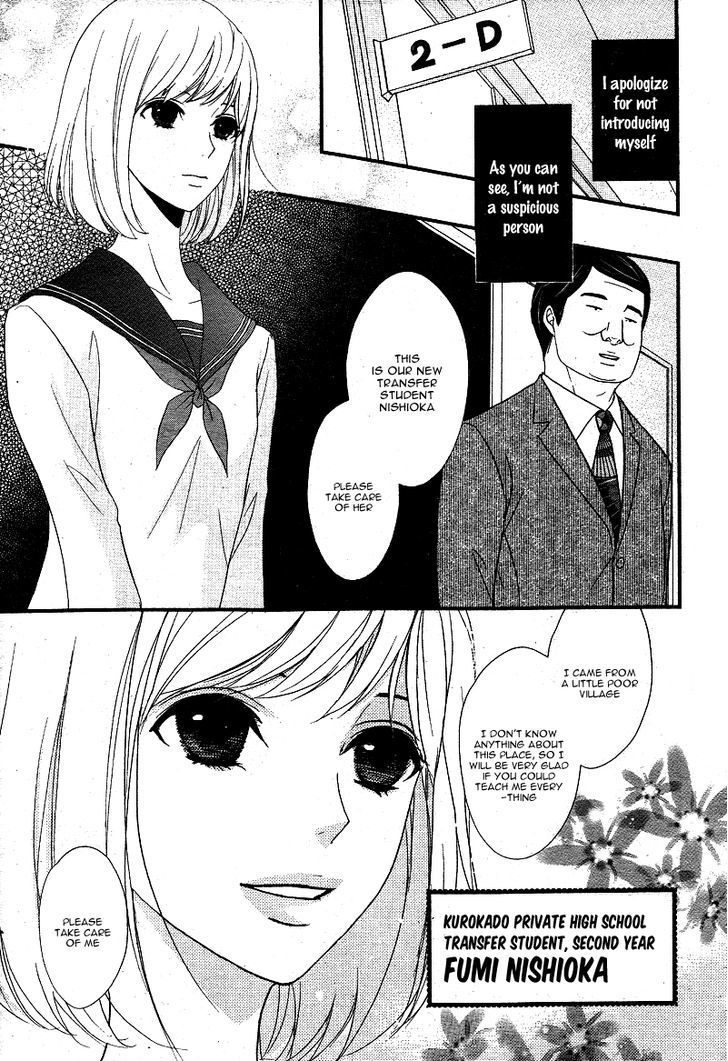 2-D
I apologize
for not
introducing
myself
As you can
see, I'm not
a suspicious
person
THIS
IS OUR NEW
TRANSFER
STUDENT
NISHIOKA
PLEASE
TAKE CARE
OF HER
I CAME FROM
A LITTLE POOR
VILLAGE
I DON'T KNOW
ANYTHING ABOUT
THIS PLACE, SO I
WILL BE VERY GLAD
IF YOU COULD
TEACH ME EVERY
-THING
PLEASE
TAKE CARE
OF ME
KUROKADO PRIVATE HIGH SCHOOL
TRANSFER STUDENT, SECOND YEAR
FUMI NISHIOKA